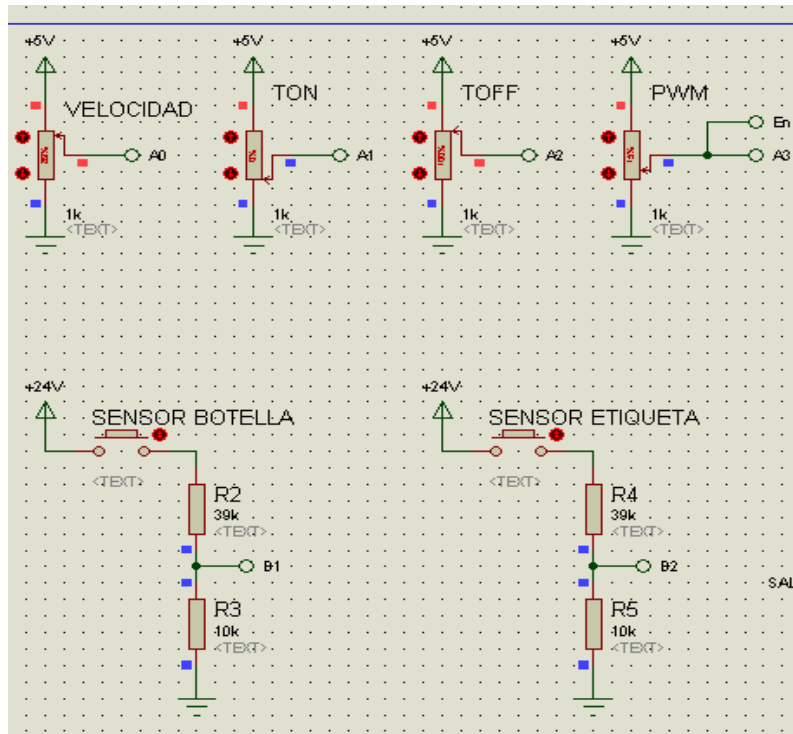 +5V +5V +5V +5V
VELOCIDAD TON TOFF PWM
En
A0 A1 A2 A3
1k 1k 1k 1k
<TEXT> <TEXT> <TEXT> <TEXT>
+24V +24V
SENSOR BOTELLA SENSOR ETIQUETA
<TEXT> <TEXT>
R2 R4
39k 39k
<TEXT> <TEXT>
B1 B2
SAL
R3 R5
10k 10k
<TEXT> <TEXT>